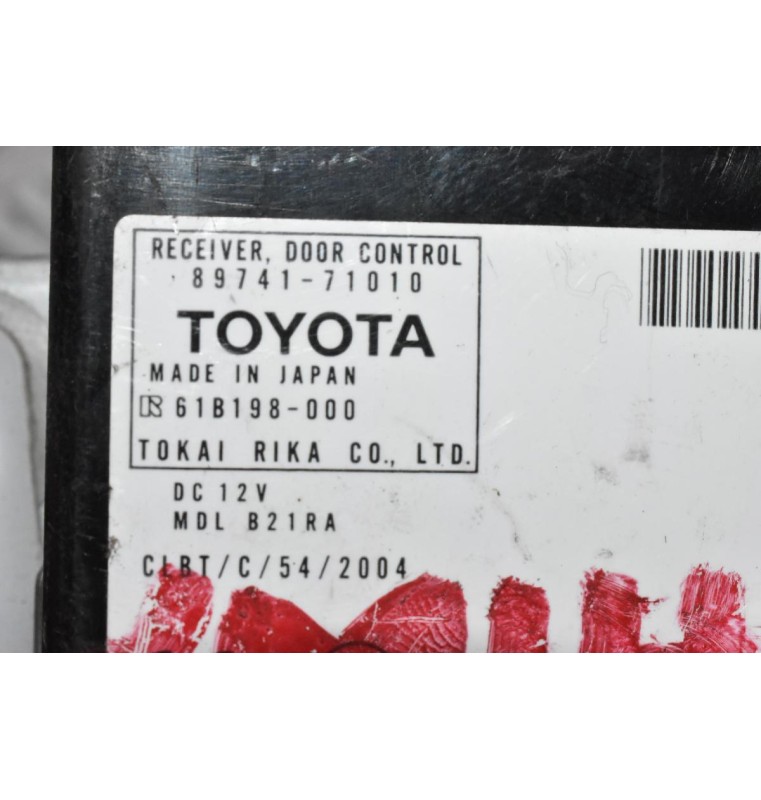 RECEIVER, DOOR CONTROL
89741-71010
TOYOTA
MADE IN JAPAN
R 61B198-000
TOKAI RIKA CO., LTD.
DC 12V
MDL B21RA
CLBT/C/54/2004